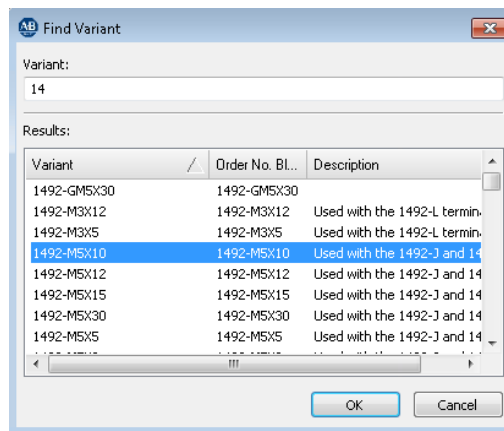 AB Find Variant
Variant:
14
Results:
Variant Order No. Bl... Description
1492-GM5X30 1492-GM5X30
1492-M3X12 1492-M3X12 Used with the 1492-L termin
1492-M3X5 1492-M3X5 Used with the 1492-L termin
1492-M5X10 1492-M5X10 Used with the 1492-J and 14
1492-M5X12 1492-M5X12 Used with the 1492-J and 14
1492-M5X15 1492-M5X15 Used with the 1492-J and 14
1492-M5X30 1492-M5X30 Used with the 1492-J and 14
1492-M5X5 1492-M5X5 Used with the 1492-J and 14
OK Cancel